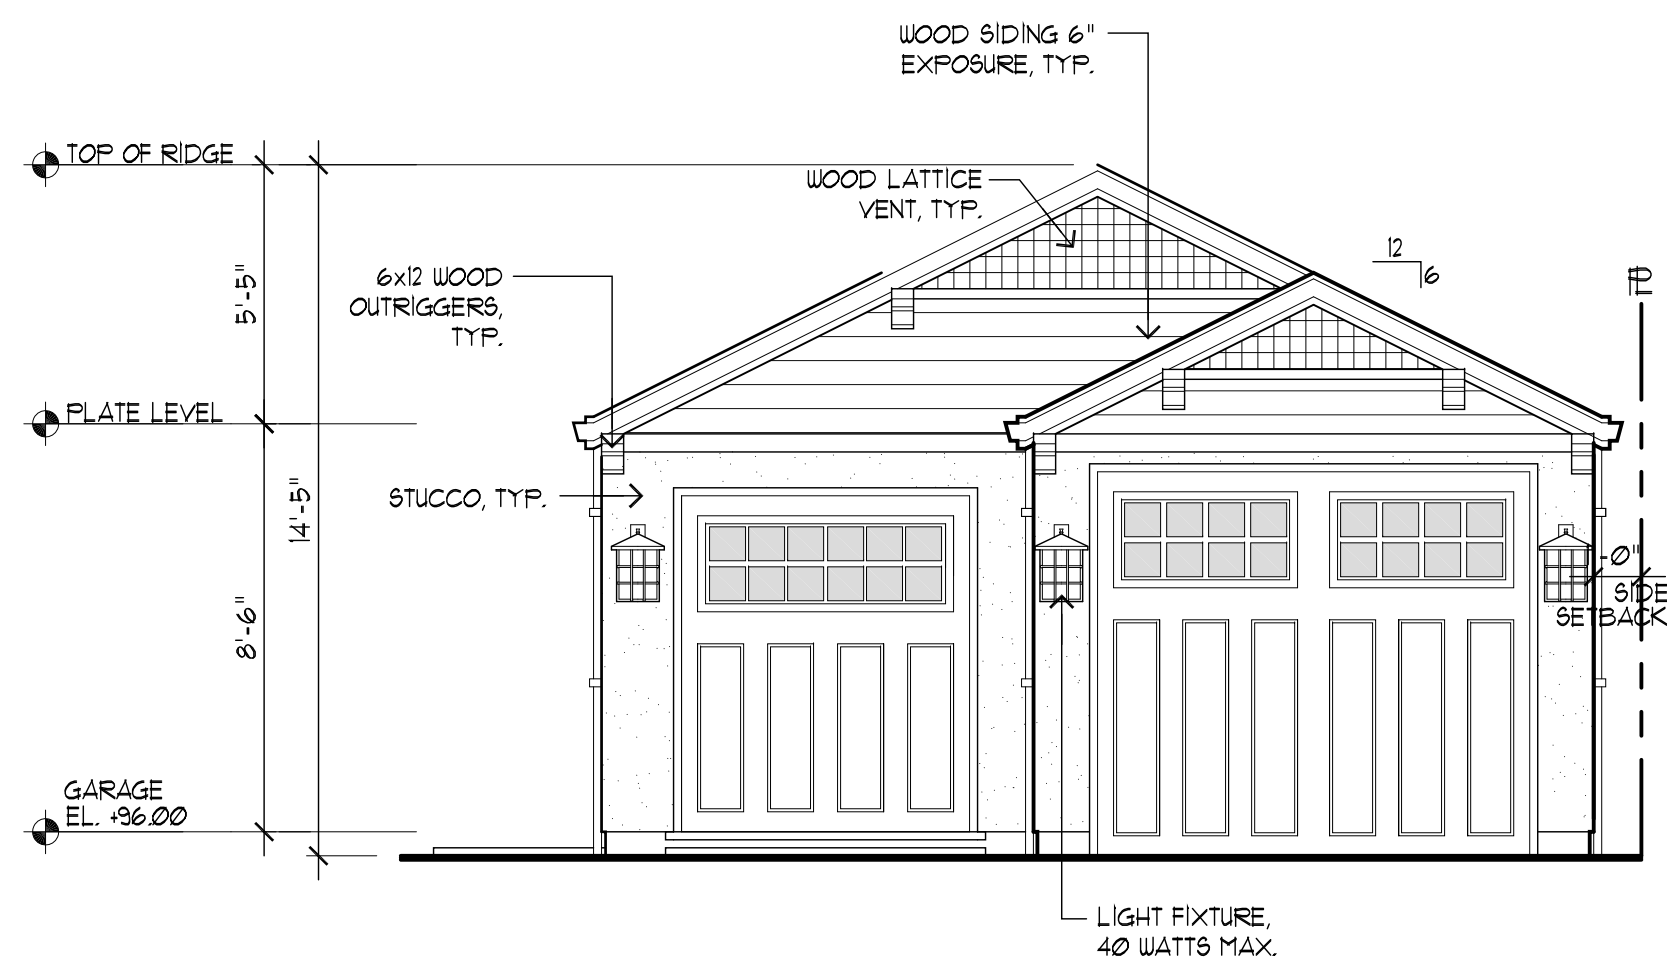 WOOD SIDING 6"
EXPOSURE, TYP.
TOP OF RIDGE
WOOD LATTICE
VENT, TYP.
12
6
6x12 WOOD
OUTRIGGERS,
TYP.
5'-5"
PLATE LEVEL
14'-5"
STUCCO, TYP.
-0"
SIDE
SETBACK
8'-6"
GARAGE
EL. +96.00
LIGHT FIXTURE,
40 WATTS MAX.